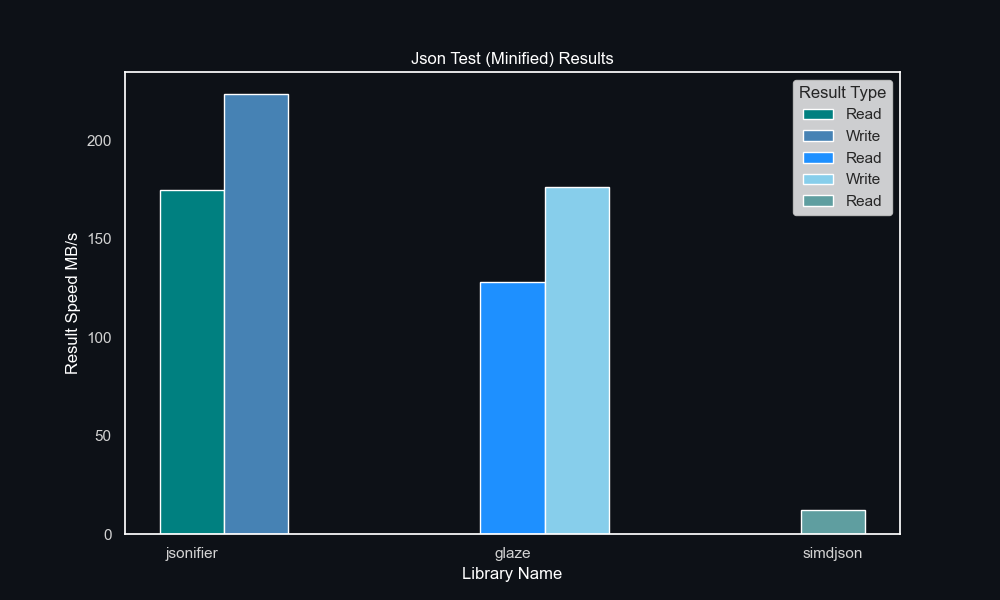 Json Test (Minified) Results
Result Type
Read
Write
Read
Write
Read
Result Speed MB/s
200
150
100
50
0
jsonifier glaze simdjson
Library Name